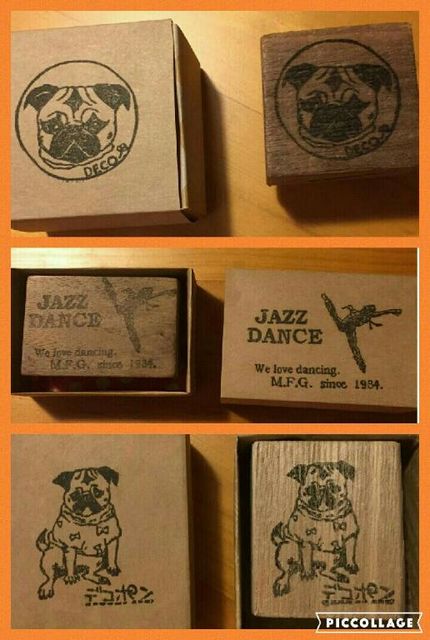 DECO
DECO
JAZZ
DANCE
We love dancing.
M.F.G. since 1984.
JAZZ
DANCE
We love dancing.
M.F.G. since 1984.
デコポン
デコポン
PICCOLLAGE